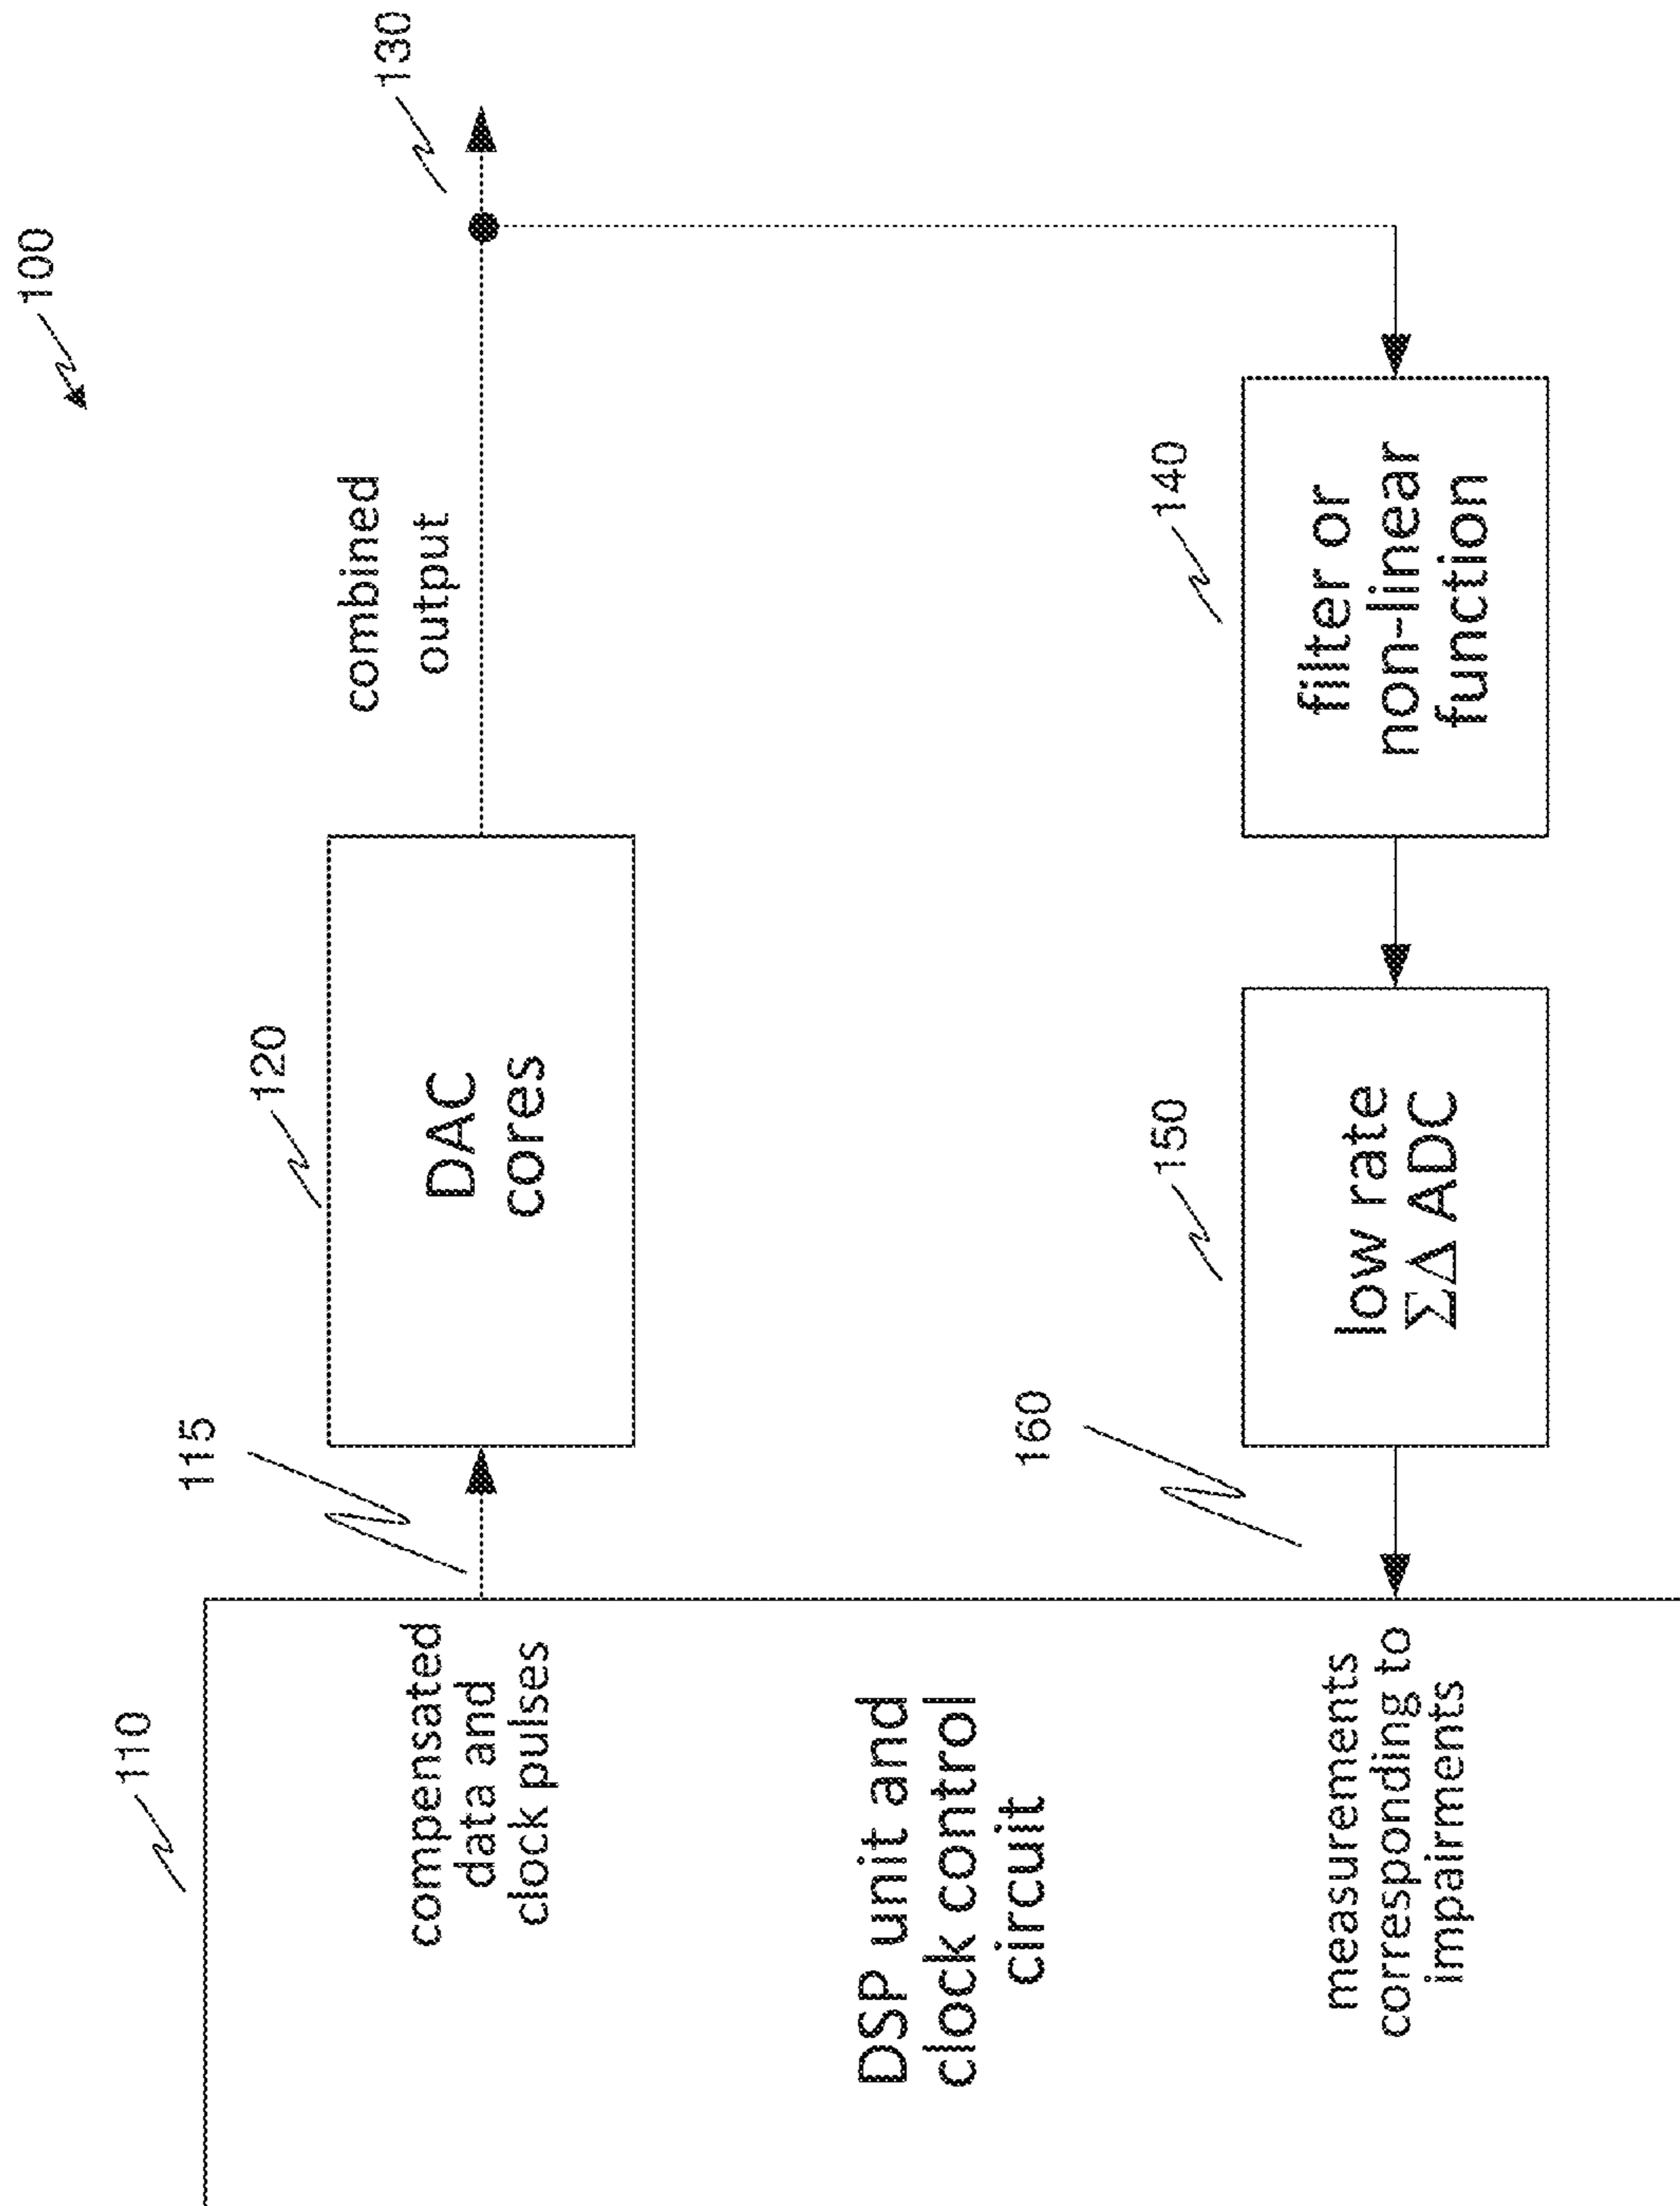 100
110
compensated
data and
clock pulses
115
120
DAC
cores
combined
output
130
DSP unit and
clock control
circuit
measurements
corresponding to
impairments
160
150
low rate
ΣΔ ADC
140
filter or
non-linear
function